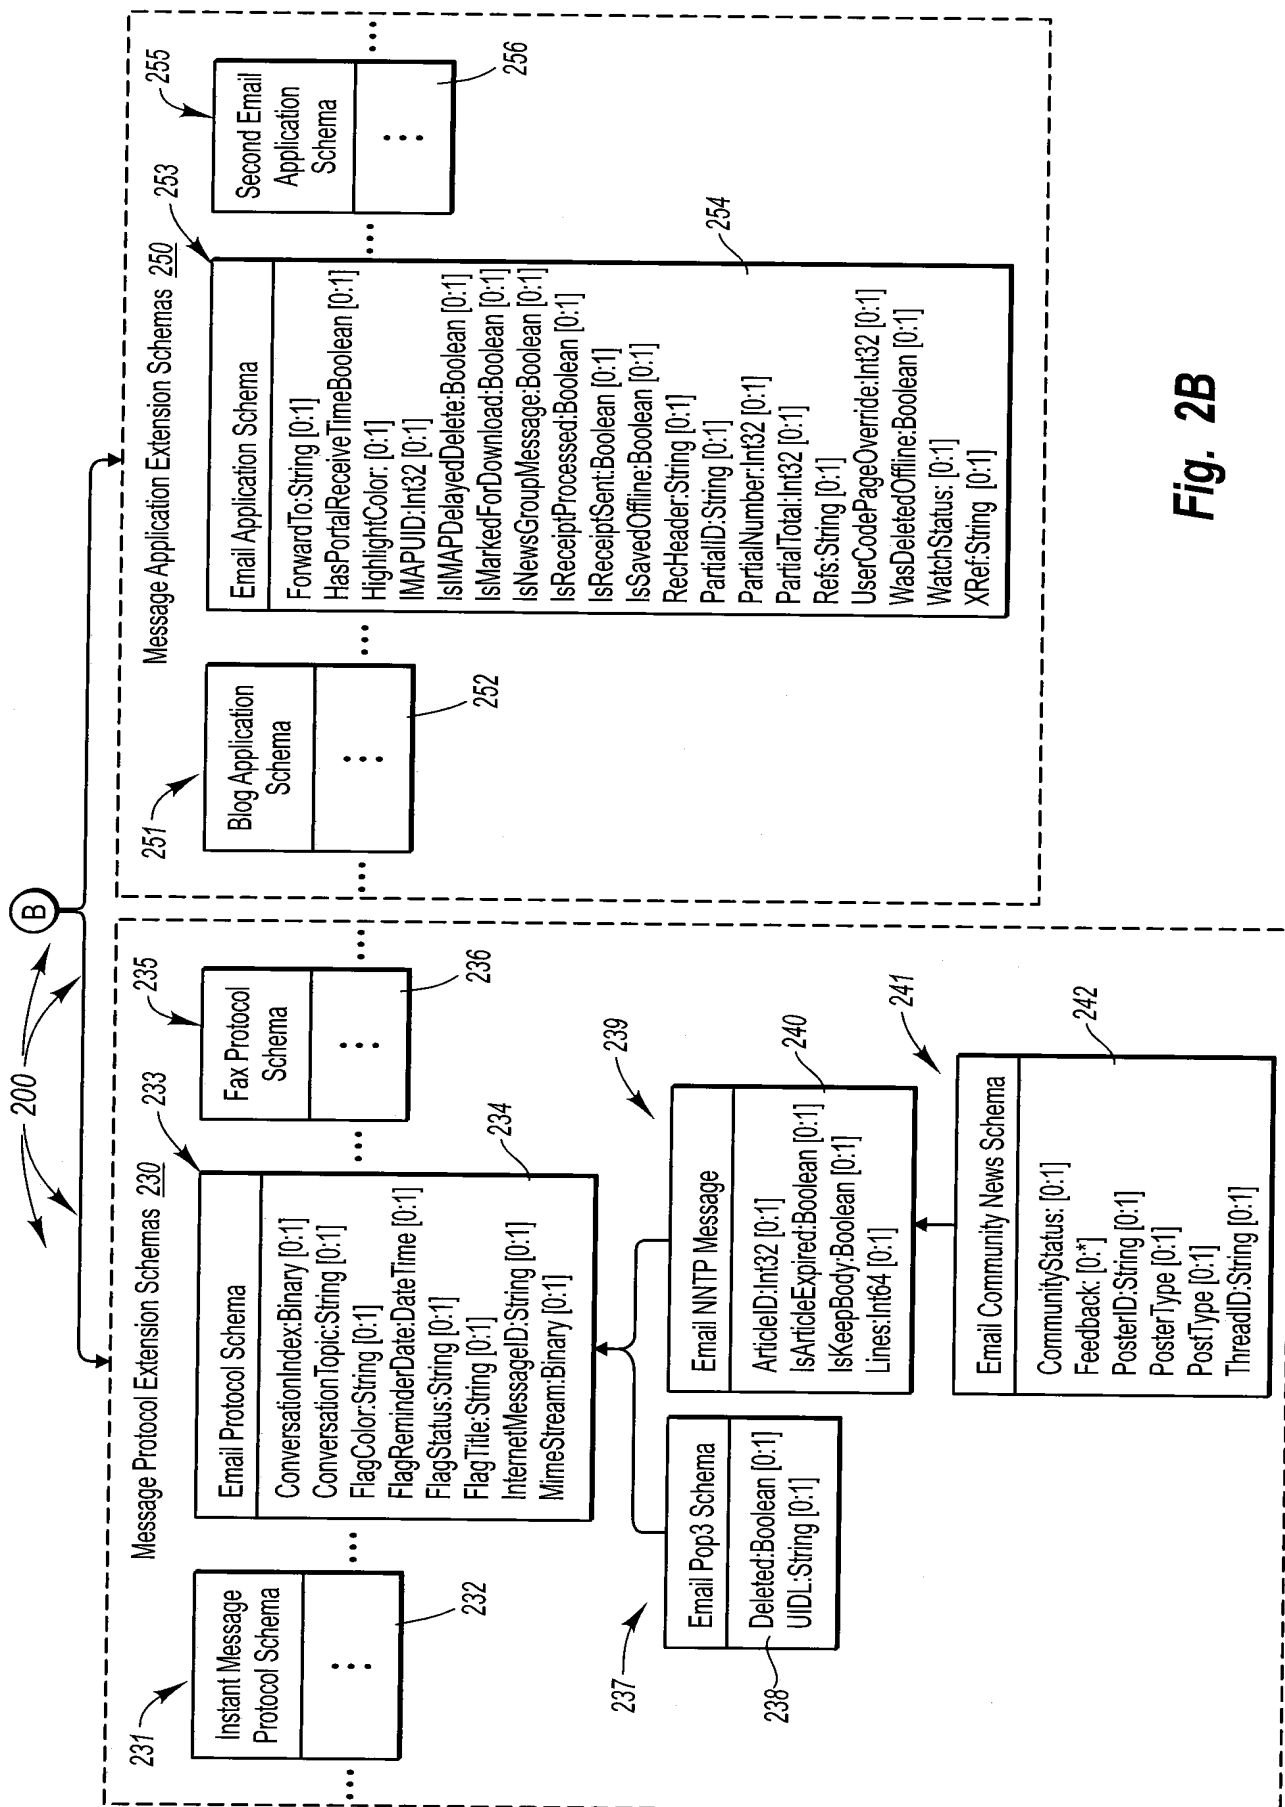 B
200
Message Protocol Extension Schemas 230
231
Instant Message
Protocol Schema
232
233
Email Protocol Schema
ConversationIndex:Binary [0:1]
ConversationTopic:String [0:1]
FlagColor:String [0:1]
FlagReminderDate:DateTime [0:1]
FlagStatus:String [0:1]
FlagTitle:String [0:1]
InternetMessageID:String [0:1]
MimeStream:Binary [0:1]
234
235
Fax Protocol
Schema
236
237
Email Pop3 Schema
Deleted:Boolean [0:1]
UIDL:String [0:1]
238
239
Email NNTP Message
ArticleID:Int32 [0:1]
IsArticleExpired:Boolean [0:1]
IsKeepBody:Boolean [0:1]
Lines:Int64 [0:1]
240
241
Email Community News Schema
CommunityStatus: [0:1]
Feedback: [0:*]
PosterID:String [0:1]
PosterType [0:1]
PostType [0:1]
ThreadID:String [0:1]
242
Message Application Extension Schemas 250
251
Blog Application
Schema
252
253
Email Application Schema
ForwardTo:String [0:1]
HasPortalReceiveTimeBoolean [0:1]
HighlightColor: [0:1]
IMAPUID:Int32 [0:1]
IsIMAPDelayedDelete:Boolean [0:1]
IsMarkedForDownload:Boolean [0:1]
IsNewsGroupMessage:Boolean [0:1]
IsReceiptProcessed:Boolean [0:1]
IsReceiptSent:Boolean [0:1]
IsSavedOffline:Boolean [0:1]
RecHeader:String [0:1]
PartialID:String [0:1]
PartialNumber:Int32 [0:1]
PartialTotal:Int32 [0:1]
Refs:String [0:1]
UserCodePageOverride:Int32 [0:1]
WasDeletedOffline:Boolean [0:1]
WatchStatus: [0:1]
XRef:String [0:1]
254
255
Second Email
Application
Schema
256
Fig. 2B